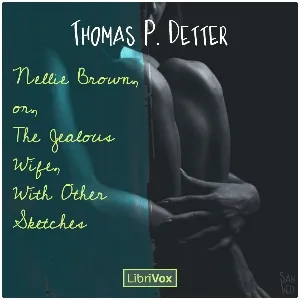 Thomas P. Detter
Nellie Brown,
or,
The Jealous
Wife,
With Other
Sketches
LibriVox